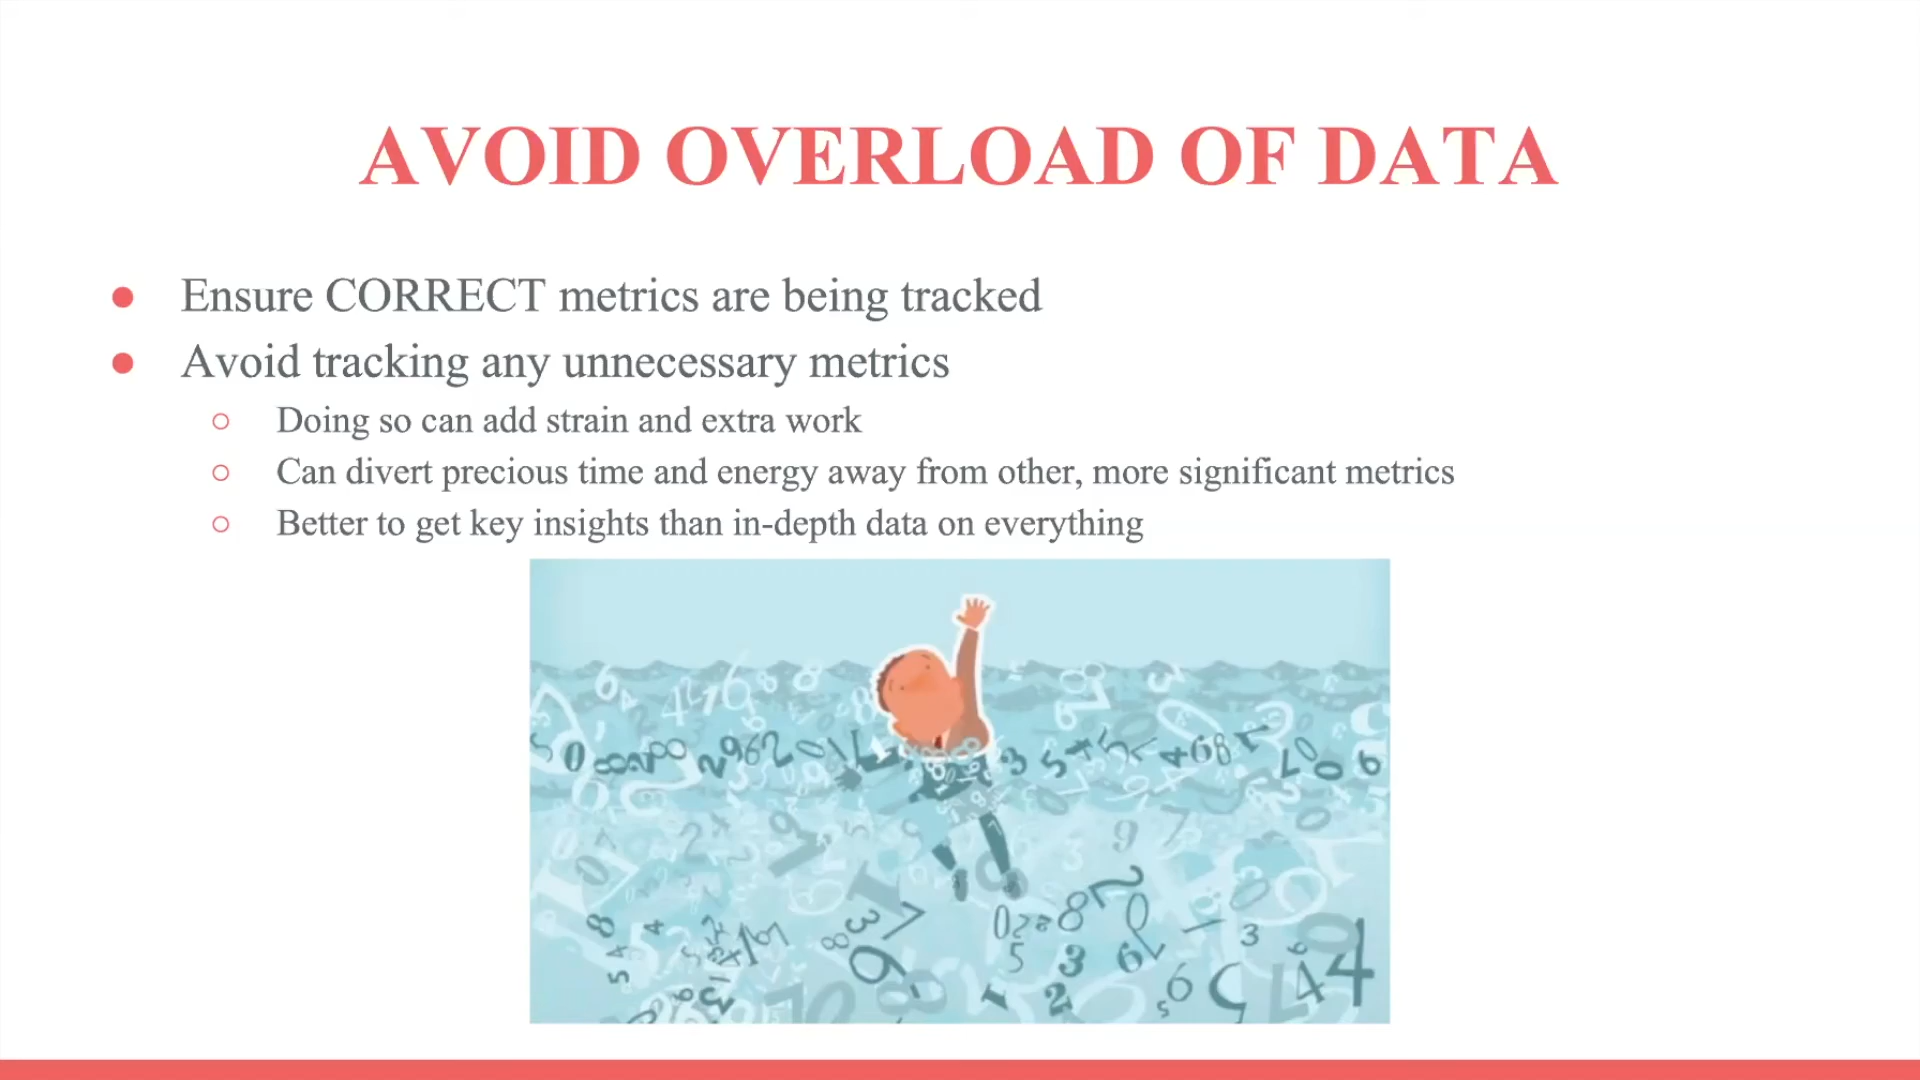 AVOID OVERLOAD OF DATA
● Ensure CORRECT metrics are being tracked
● Avoid tracking any unnecessary metrics
○ Doing so can add strain and extra work
○ Can divert precious time and energy away from other, more significant metrics
○ Better to get key insights than in-depth data on everything